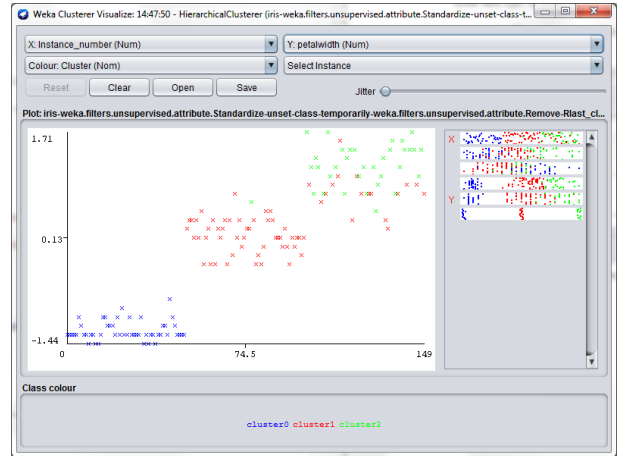 Weka Clusterer Visualize: 14:47:50 - HierarchicalClusterer (iris-weka.filters.unsupervised.attribute.Standardize-unset-class-t...
X: Instance_number (Num) Y: petalwidth (Num)
Colour: Cluster (Nom) Select Instance
Reset Clear Open Save Jitter
Plot: iris-weka.filters.unsupervised.attribute.Standardize-unset-class-temporarily-weka.filters.unsupervised.attribute.Remove-Rlast_cl...
1.71
0.13
-1.44
0 74.5 149
X
Y
Class colour
cluster0 cluster1 cluster2